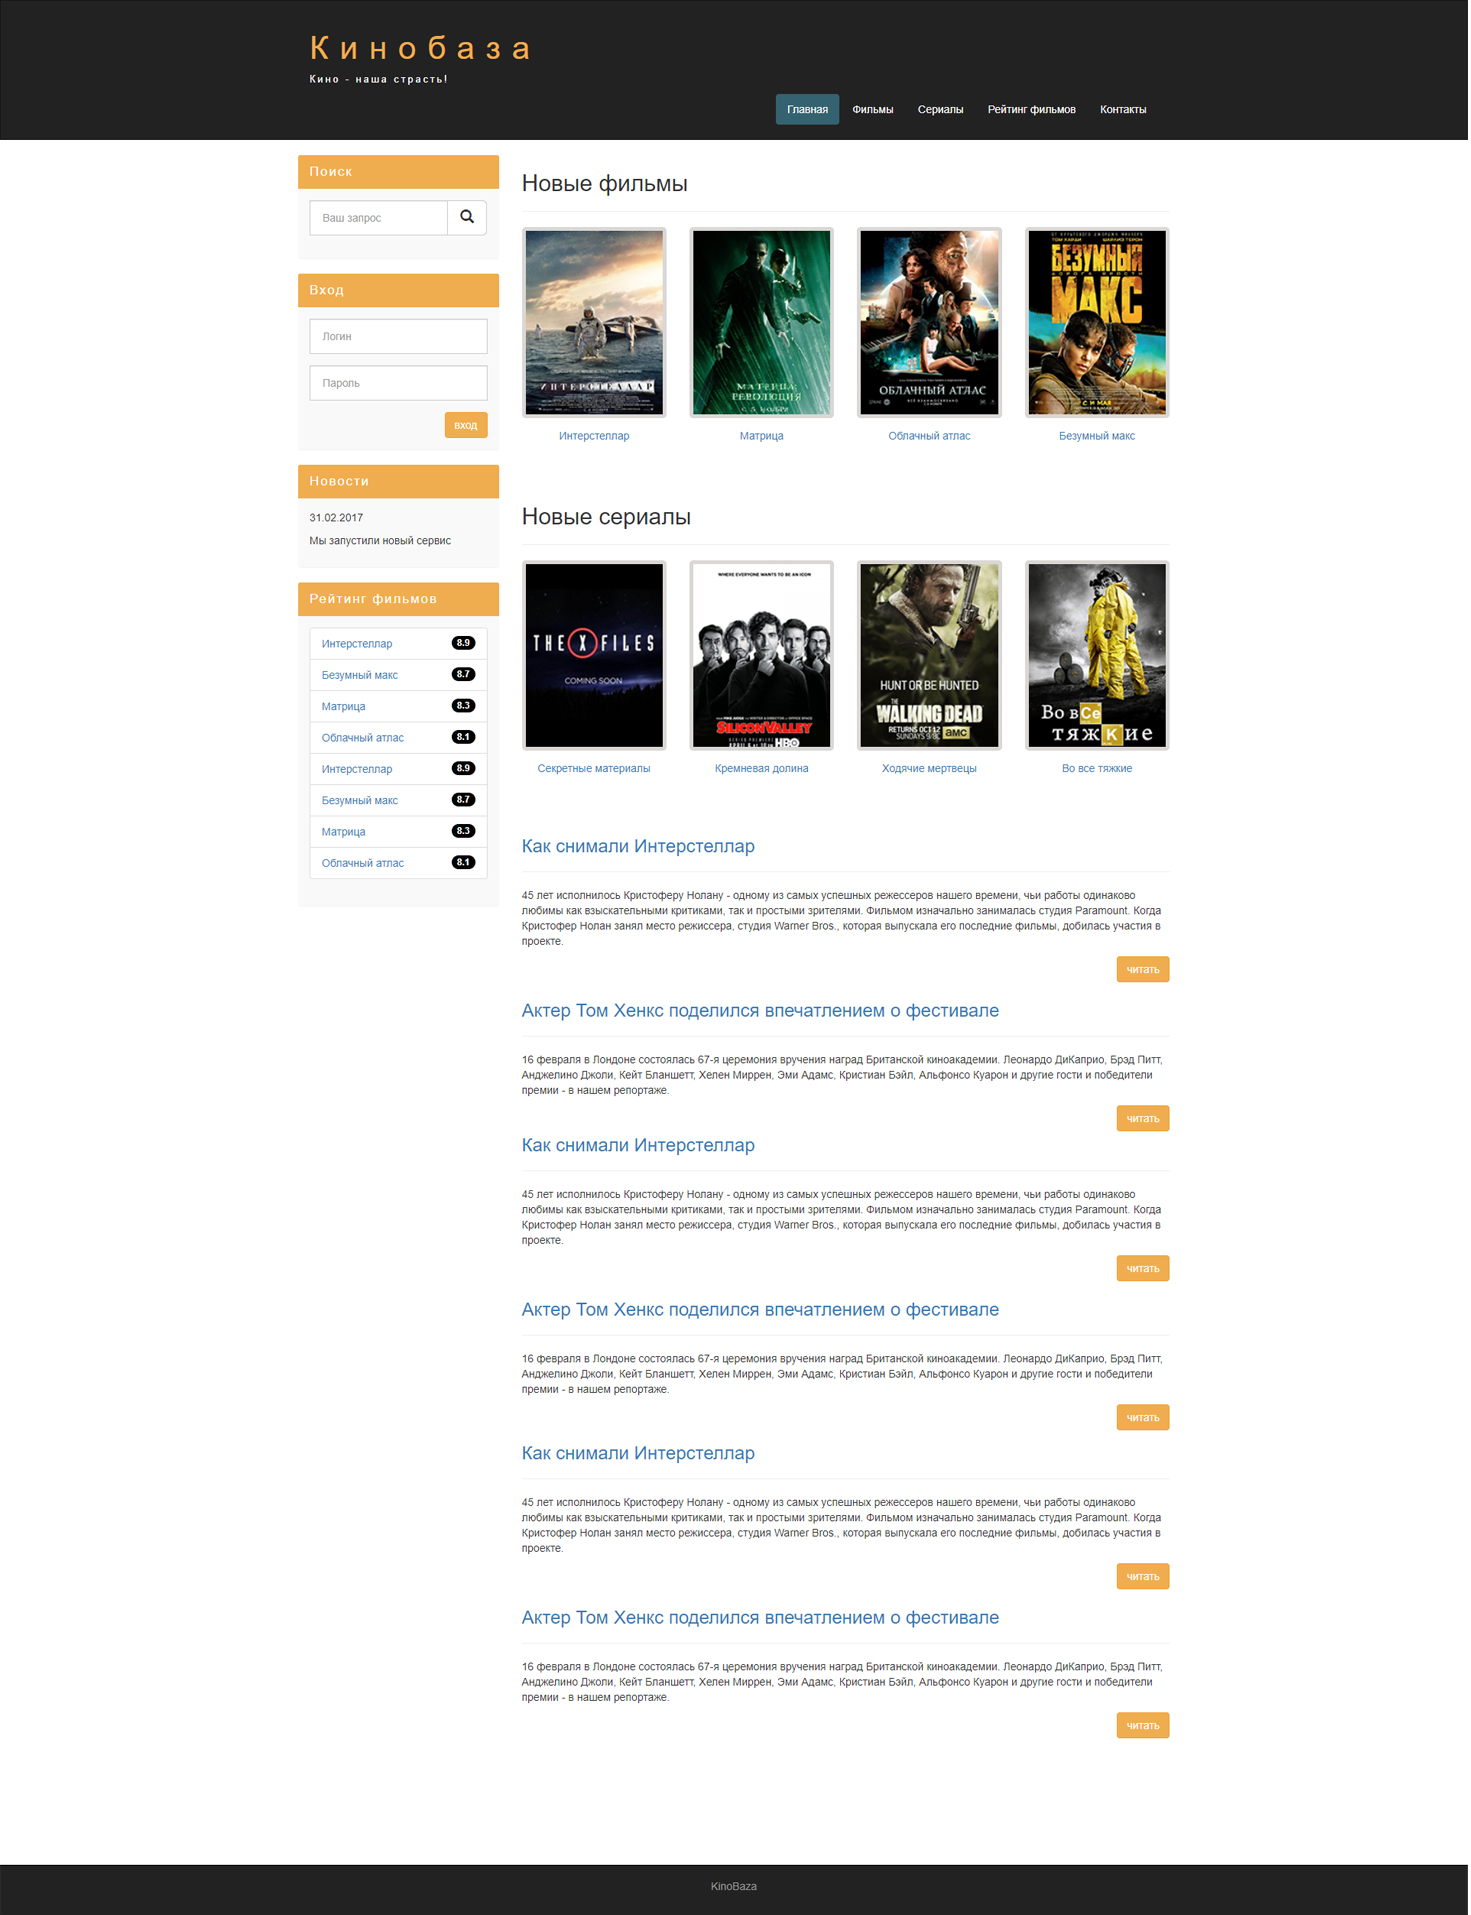 Кинобаза
Кино - наша страсть!
Главная
Фильмы
Сериалы
Рейтинг фильмов
Контакты
Поиск
Ваш запрос
Вход
Логин
Пароль
вход
Новости
31.02.2017
Мы запустили новый сервис
Рейтинг фильмов
Интерстеллар 8.9
Безумный макс 8.7
Матрица 8.3
Облачный атлас 8.1
Интерстеллар 8.9
Безумный макс 8.7
Матрица 8.3
Облачный атлас 8.1
Новые фильмы
ИНТЕРСТЕЛЛАР
МАТРИЦА:
РЕВОЛЮЦИЯ
С 5 НОЯБРЯ
ОБЛАЧНЫЙ АТЛАС
ТОМ ХАРДИ ШАРЛИЗ ТЕРОН
БЕЗУМНЫЙ
МАКС
С 14 МАЯ
Интерстеллар
Матрица
Облачный атлас
Безумный макс
Новые сериалы
THE X FILES
COMING SOON
WHERE EVERYONE WANTS TO BE AN ICON
SILICON VALLEY
HBO
HUNT OR BE HUNTED
THE
WALKING DEAD
RETURNS OCT 12
SUNDAYS 9/8c
amc
Во всЕ
тяжКие
Секретные материалы
Кремневая долина
Ходячие мертвецы
Во все тяжкие
Как снимали Интерстеллар
45 лет исполнилось Кристоферу Нолану - одному из самых успешных режессеров нашего времени, чьи работы одинаково
любимы как взыскательными критиками, так и простыми зрителями. Фильмом изначально занималась студия Paramount. Когда
Кристофер Нолан занял место режиссера, студия Warner Bros., которая выпускала его последние фильмы, добилась участия в
проекте.
читать
Актер Том Хенкс поделился впечатлением о фестивале
16 февраля в Лондоне состоялась 67-я церемония вручения наград Британской киноакадемии. Леонардо ДиКаприо, Брэд Питт,
Анджелино Джоли, Кейт Бланшетт, Хелен Миррен, Эми Адамс, Кристиан Бэйл, Альфонсо Куарон и другие гости и победители
премии - в нашем репортаже.
читать
Как снимали Интерстеллар
45 лет исполнилось Кристоферу Нолану - одному из самых успешных режессеров нашего времени, чьи работы одинаково
любимы как взыскательными критиками, так и простыми зрителями. Фильмом изначально занималась студия Paramount. Когда
Кристофер Нолан занял место режиссера, студия Warner Bros., которая выпускала его последние фильмы, добилась участия в
проекте.
читать
Актер Том Хенкс поделился впечатлением о фестивале
16 февраля в Лондоне состоялась 67-я церемония вручения наград Британской киноакадемии. Леонардо ДиКаприо, Брэд Питт,
Анджелино Джоли, Кейт Бланшетт, Хелен Миррен, Эми Адамс, Кристиан Бэйл, Альфонсо Куарон и другие гости и победители
премии - в нашем репортаже.
читать
Как снимали Интерстеллар
45 лет исполнилось Кристоферу Нолану - одному из самых успешных режессеров нашего времени, чьи работы одинаково
любимы как взыскательными критиками, так и простыми зрителями. Фильмом изначально занималась студия Paramount. Когда
Кристофер Нолан занял место режиссера, студия Warner Bros., которая выпускала его последние фильмы, добилась участия в
проекте.
читать
Актер Том Хенкс поделился впечатлением о фестивале
16 февраля в Лондоне состоялась 67-я церемония вручения наград Британской киноакадемии. Леонардо ДиКаприо, Брэд Питт,
Анджелино Джоли, Кейт Бланшетт, Хелен Миррен, Эми Адамс, Кристиан Бэйл, Альфонсо Куарон и другие гости и победители
премии - в нашем репортаже.
читать
KinoBaza